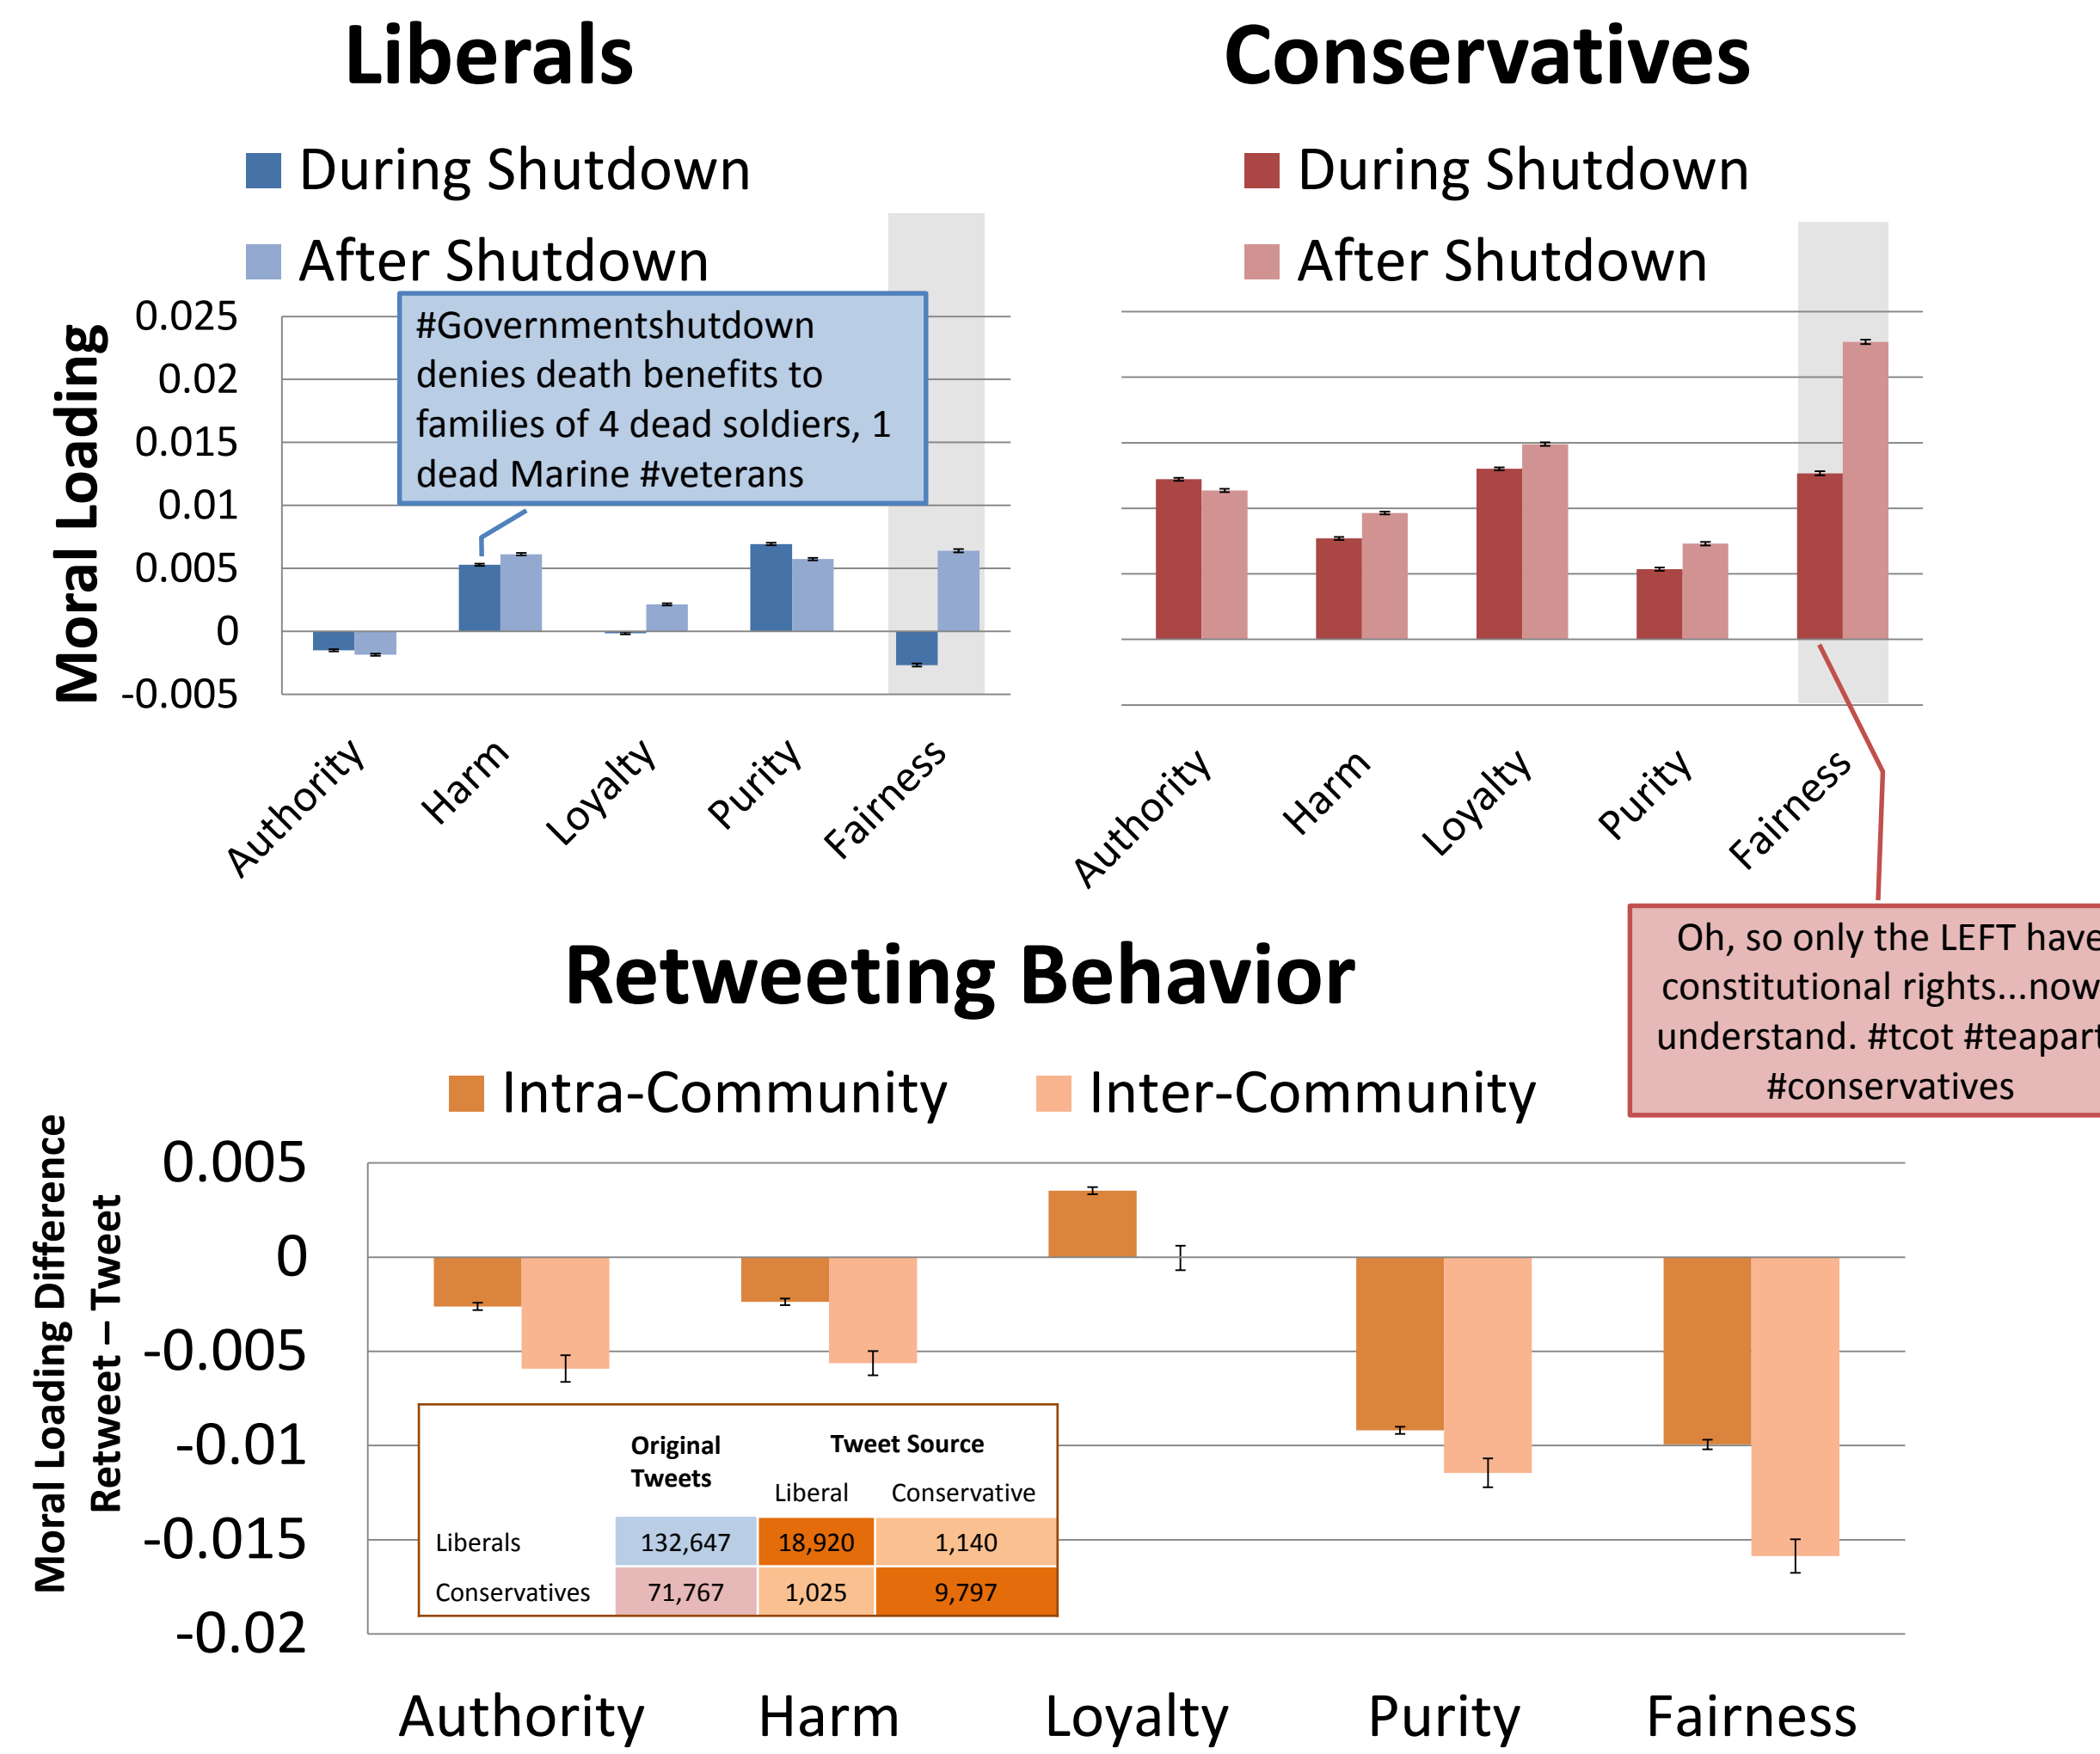 Liberals
Conservatives
During Shutdown
After Shutdown
During Shutdown
After Shutdown
Moral Loading
0.025
0.02
0.015
0.01
0.005
0
-0.005
#Governmentshutdown
denies death benefits to
families of 4 dead soldiers, 1
dead Marine #veterans
Authority
Harm
Loyalty
Purity
Fairness
Authority
Harm
Loyalty
Purity
Fairness
Oh, so only the LEFT have
constitutional rights...now
understand. #tcot #teapart
#conservatives
Retweeting Behavior
Intra-Community
Inter-Community
Moral Loading Difference
Retweet – Tweet
0.005
0
-0.005
-0.01
-0.015
-0.02
Original
Tweets
Tweet Source
Liberal
Conservative
Liberals 132,647 18,920 1,140
Conservatives 71,767 1,025 9,797
Authority
Harm
Loyalty
Purity
Fairness